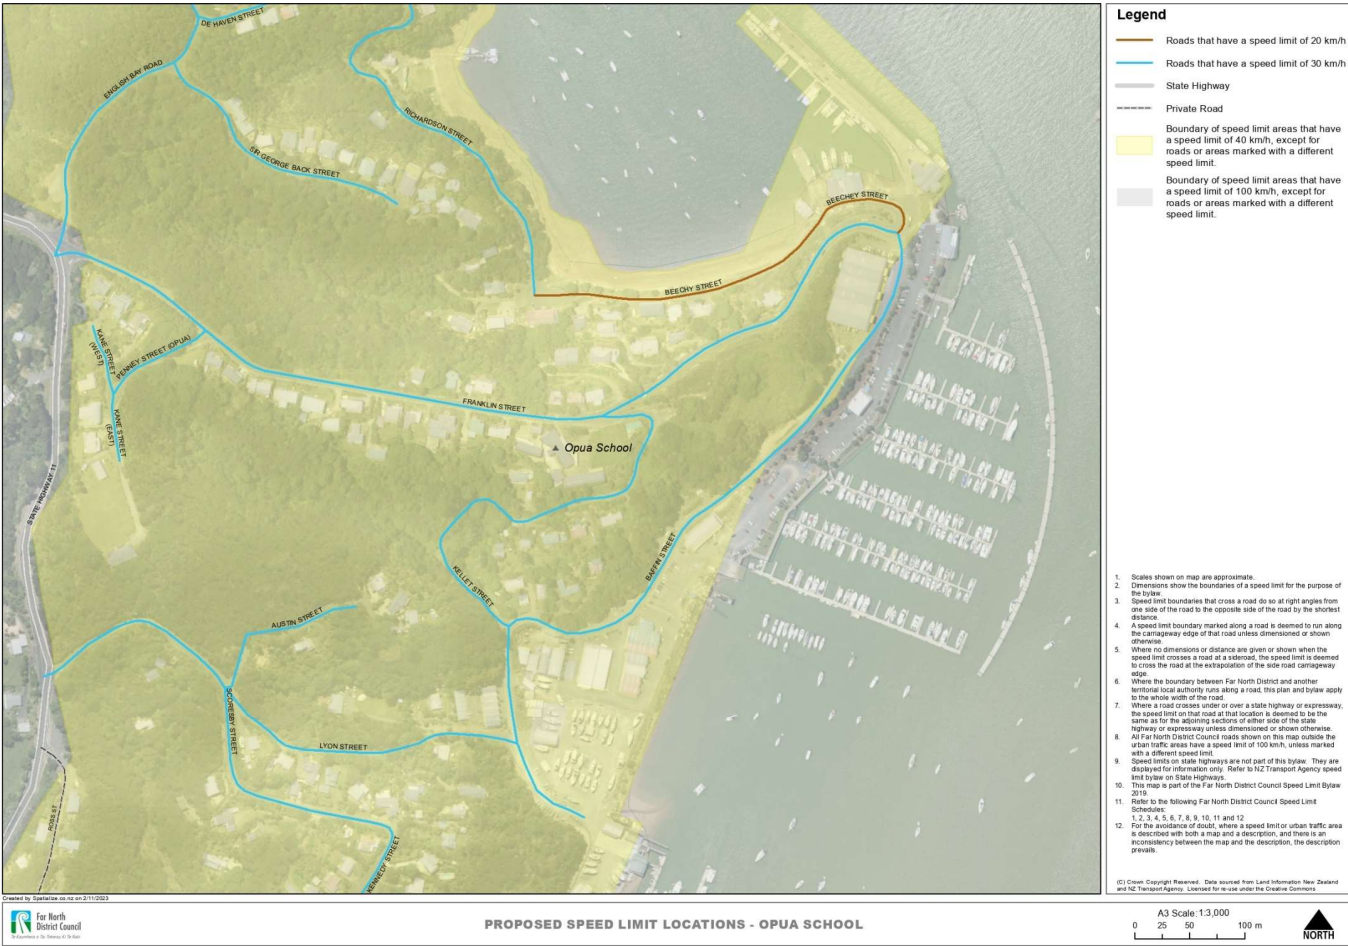 DE HAVEN STREET
ENGLISH BAY ROAD
RICHARDSON STREET
SIR GEORGE BACK STREET
BEECHEY STREET
BEECHY STREET
KANE STREET
(WEST)
PENNEY STREET (OPUA)
KANE STREET
(EAST)
FRANKLIN STREET
Opua School
STATE HIGHWAY 11
BAFFIN STREET
KELLET STREET
AUSTIN STREET
SCORESBY STREET
LYON STREET
ROSS ST
KENNEDY STREET
Legend
Roads that have a speed limit of 20 km/h
Roads that have a speed limit of 30 km/h
State Highway
Private Road
Boundary of speed limit areas that have
a speed limit of 40 km/h, except for
roads or areas marked with a different
speed limit.
Boundary of speed limit areas that have
a speed limit of 100 km/h, except for
roads or areas marked with a different
speed limit.
1. Scales shown on map are approximate.
2. Dimensions show the boundaries of a speed limit for the purpose of
the bylaw.
3. Speed limit boundaries that cross a road do so at right angles from
one side of the road to the opposite side of the road by the shortest
distance.
4. A speed limit boundary marked along a road is deemed to run along
the carriageway edge of that road unless dimensioned or shown
otherwise.
5. Where no dimensions or distance are given or shown when the
speed limit crosses a road at a sideroad, the speed limit is deemed
to cross the road at the extrapolation of the side road carriageway
edge.
6. Where the boundary between Far North District and another
territorial local authority runs along a road, this plan and bylaw apply
to the whole width of the road.
7. Where a road crosses under or over a state highway or expressway,
the speed limit on that road at that location is deemed to be the
same as for the adjoining sections of either side of the state
highway or expressway unless dimensioned or shown otherwise.
8. All Far North District Council roads shown on this map outside the
urban traffic areas have a speed limit of 100 km/h, unless marked
with a different speed limit.
9. Speed limits on state highways are not part of this bylaw. They are
displayed for information only. Refer to NZ Transport Agency speed
limit bylaw on State Highways.
10. This map is part of the Far North District Council Speed Limit Bylaw
2019.
11. Refer to the following Far North District Council Speed Limit
Schedules:
1, 2, 3, 4, 5, 6, 7, 8, 9, 10, 11 and 12
12. For the avoidance of doubt, where a speed limit or urban traffic area
is described with both a map and a description, and there is an
inconsistency between the map and the description, the description
prevails.
(C) Crown Copyright Reserved. Data sourced from Land Information New Zealand
and NZ Transport Agency. Licensed for re-use under the Creative Commons.
Created by Spatialize.co.nz on 2/11/2023
Far North
District Council
PROPOSED SPEED LIMIT LOCATIONS - OPUA SCHOOL
A3 Scale: 1:3,000
0 25 50 100 m
NORTH